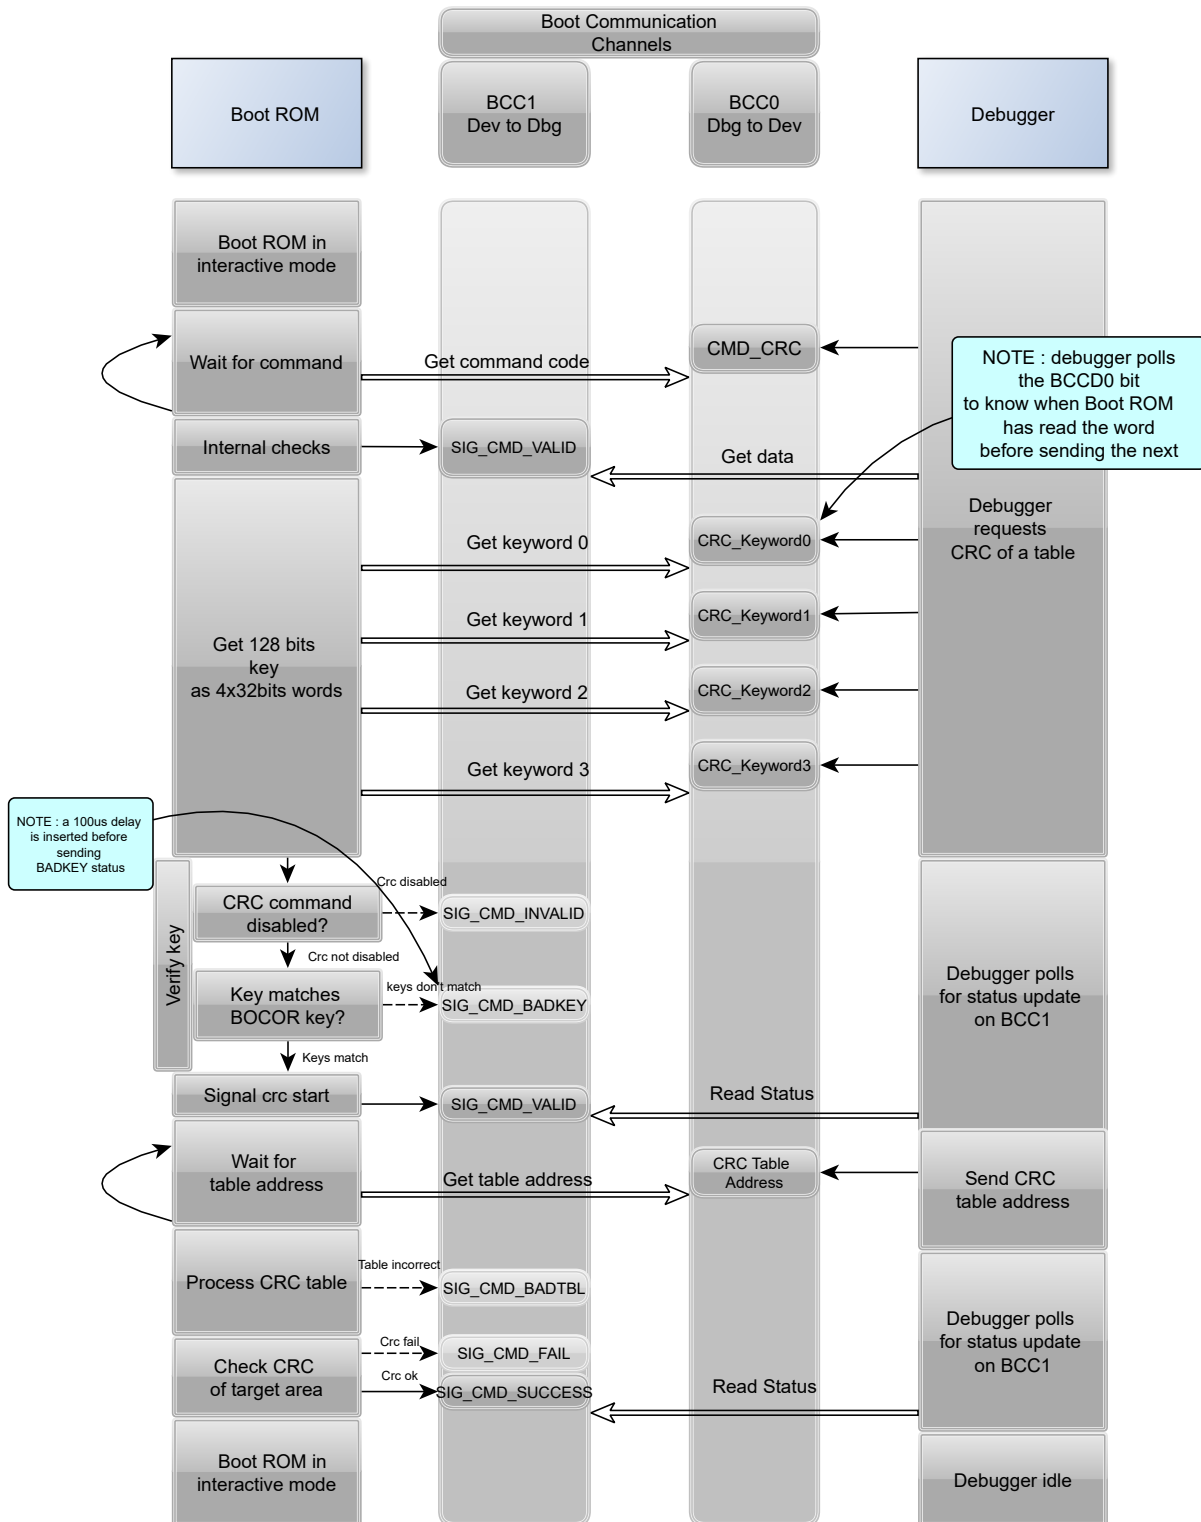 Boot Communication
Channels
Boot ROM
BCC1
Dev to Dbg
BCC0
Dbg to Dev
Debugger
Boot ROM in
interactive mode
Wait for command
Get command code
CMD_CRC
NOTE : debugger polls
the BCCD0 bit
to know when Boot ROM
has read the word
before sending the next
Internal checks
SIG_CMD_VALID
Get data
Debugger
requests
CRC of a table
Get 128 bits
key
as 4x32bits words
Get keyword 0
CRC_Keyword0
Get keyword 1
CRC_Keyword1
Get keyword 2
CRC_Keyword2
Get keyword 3
CRC_Keyword3
NOTE : a 100us delay
is inserted before
sending
BADKEY status
Verify key
CRC command
disabled?
Crc disabled
SIG_CMD_INVALID
Crc not disabled
Key matches
BOCOR key?
keys don't match
SIG_CMD_BADKEY
Keys match
Debugger polls
for status update
on BCC1
Signal crc start
SIG_CMD_VALID
Read Status
Wait for
table address
Get table address
CRC Table
Address
Send CRC
table address
Process CRC table
Table incorrect
SIG_CMD_BADTBL
Check CRC
of target area
Crc fail
SIG_CMD_FAIL
Crc ok
SIG_CMD_SUCCESS
Read Status
Debugger polls
for status update
on BCC1
Boot ROM in
interactive mode
Debugger idle